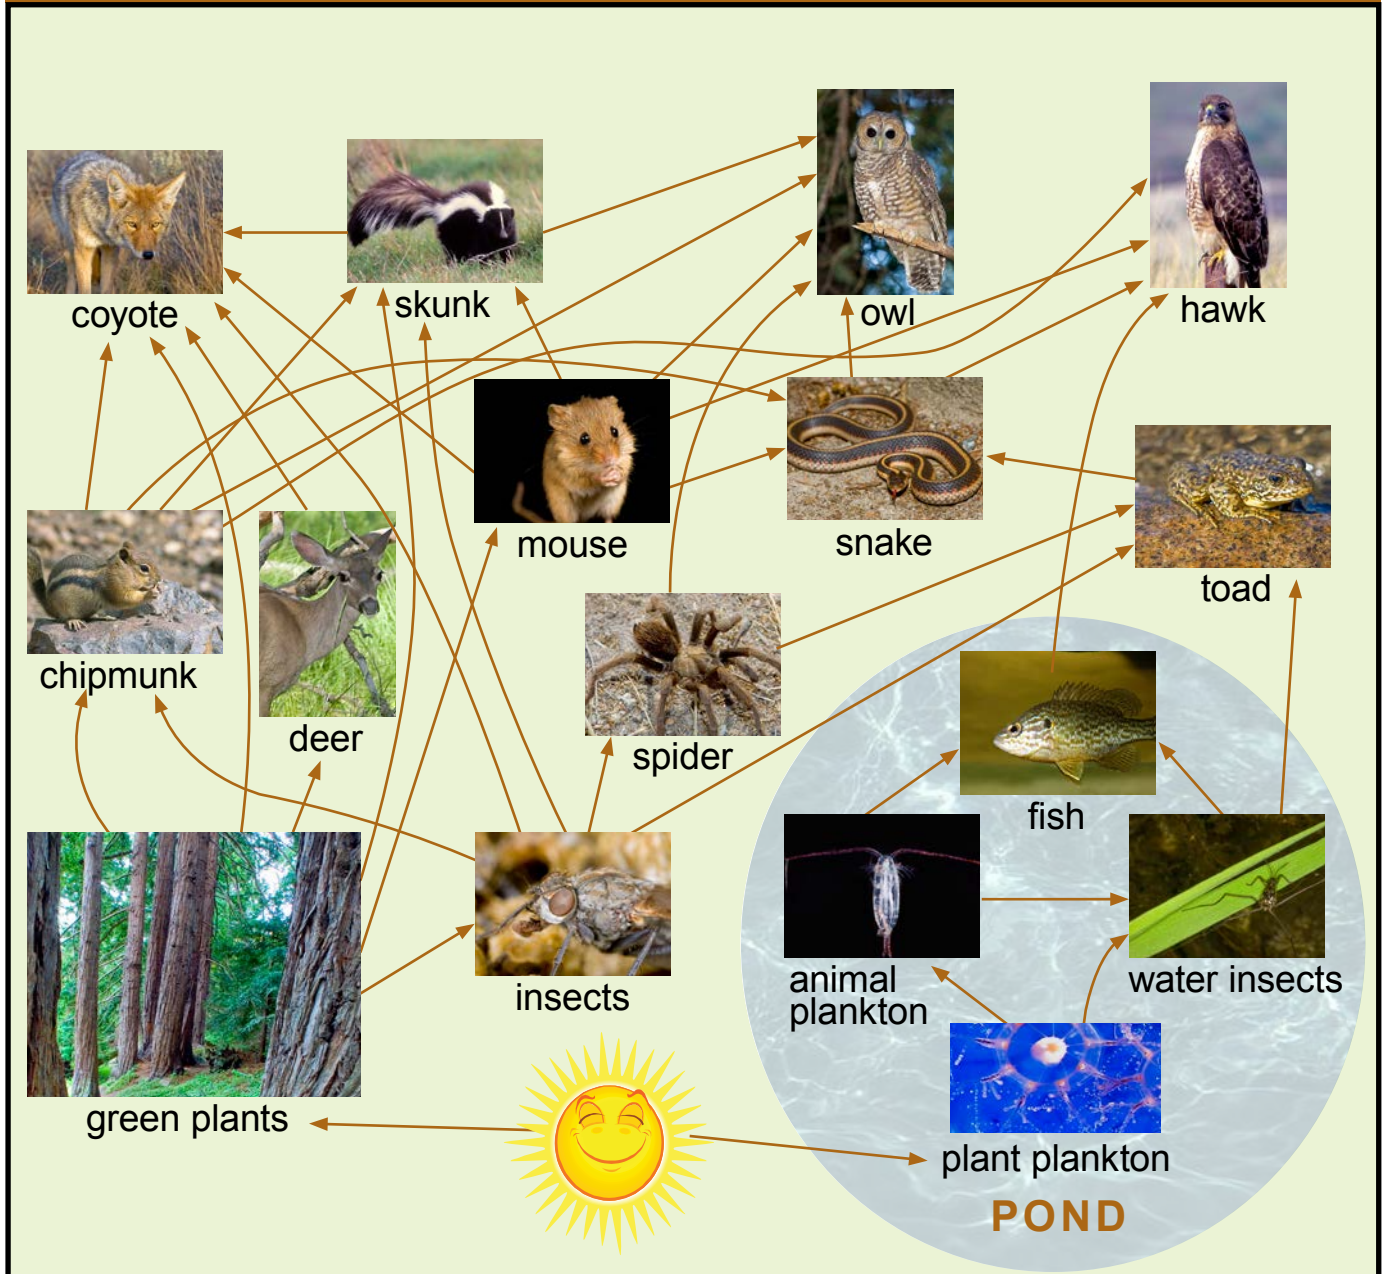 coyote
skunk
owl
hawk
mouse
snake
toad
chipmunk
deer
spider
fish
insects
animal
plankton
water insects
green plants
plant plankton
POND